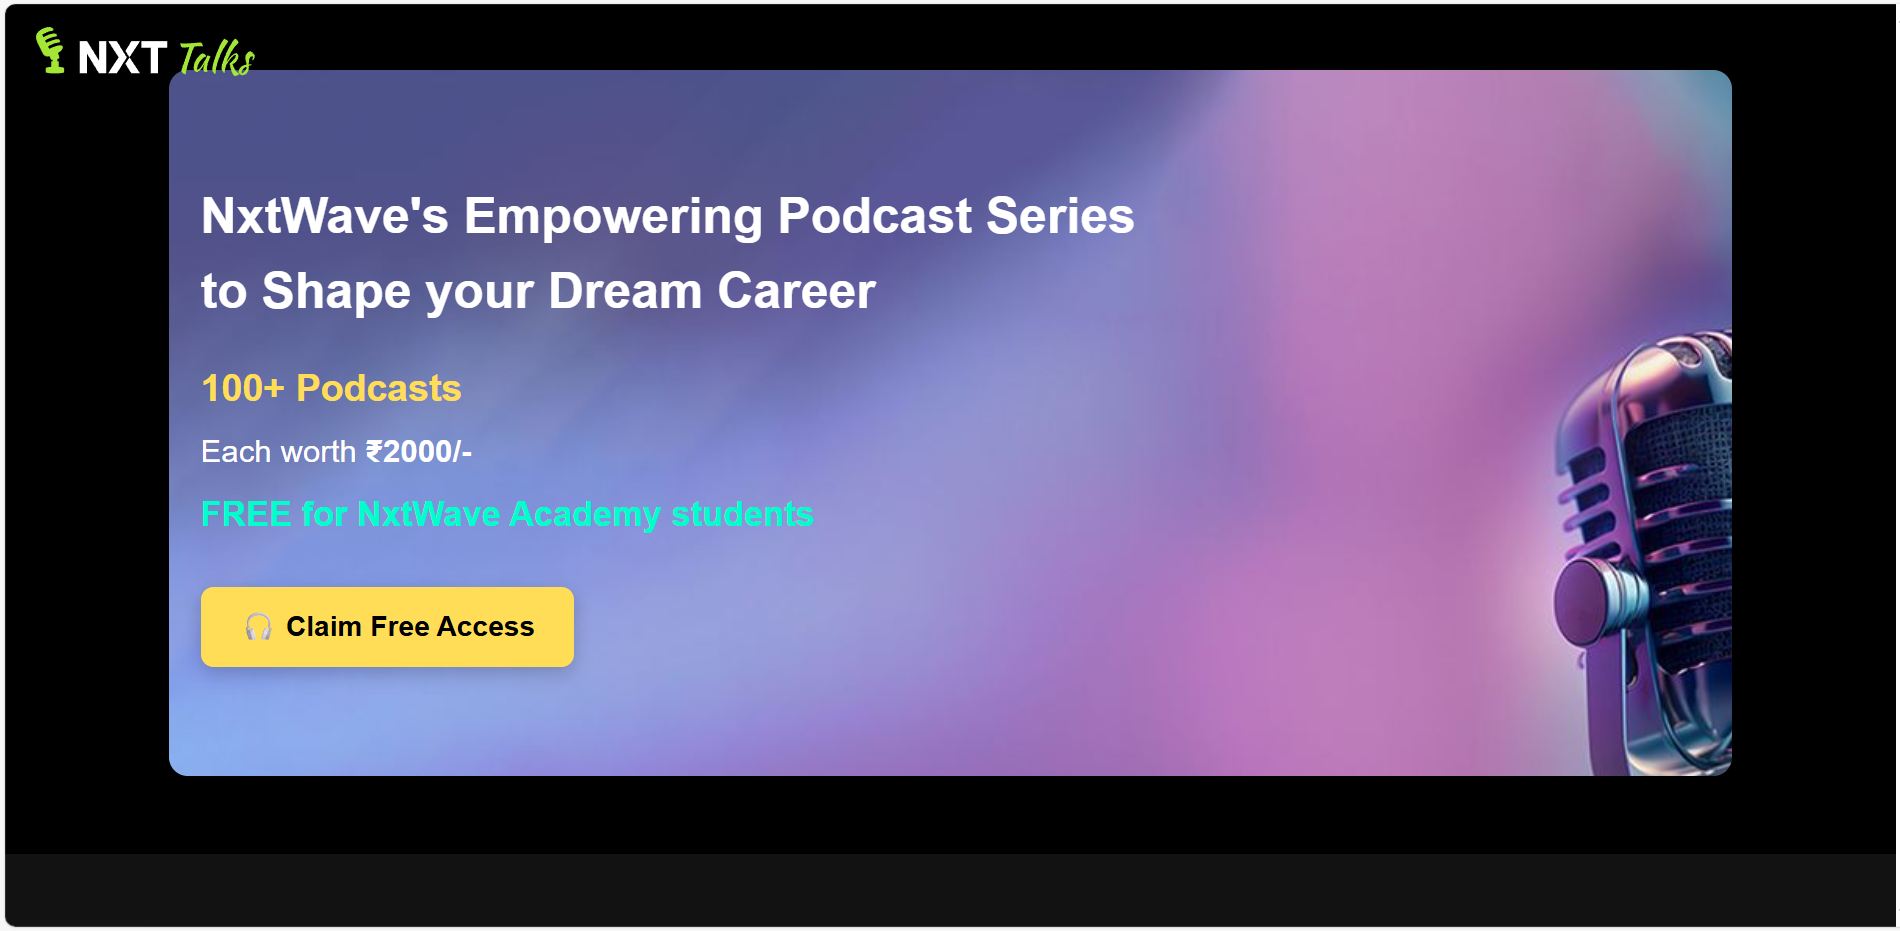 NXT Talks
NxtWave's Empowering Podcast Series
to Shape your Dream Career
100+ Podcasts
Each worth ₹2000/-
FREE for NxtWave Academy students
🎧 Claim Free Access